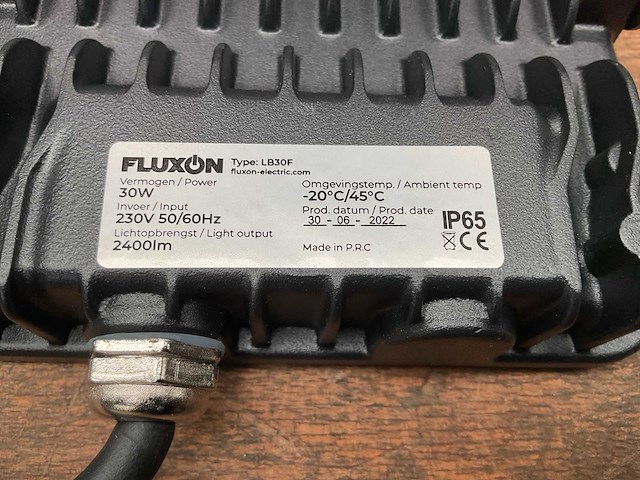 FLUXON Type: LB30F
fluxon-electric.com
Vermogen / Power
30W
Invoer / Input
230V 50/60Hz
Lichtopbrengst / Light output
2400lm
Omgevingstemp. / Ambient temp
-20°C/45°C
Prod. datum / Prod. date
30 - 06 - 2022
Made in P.R.C
IP65
CE